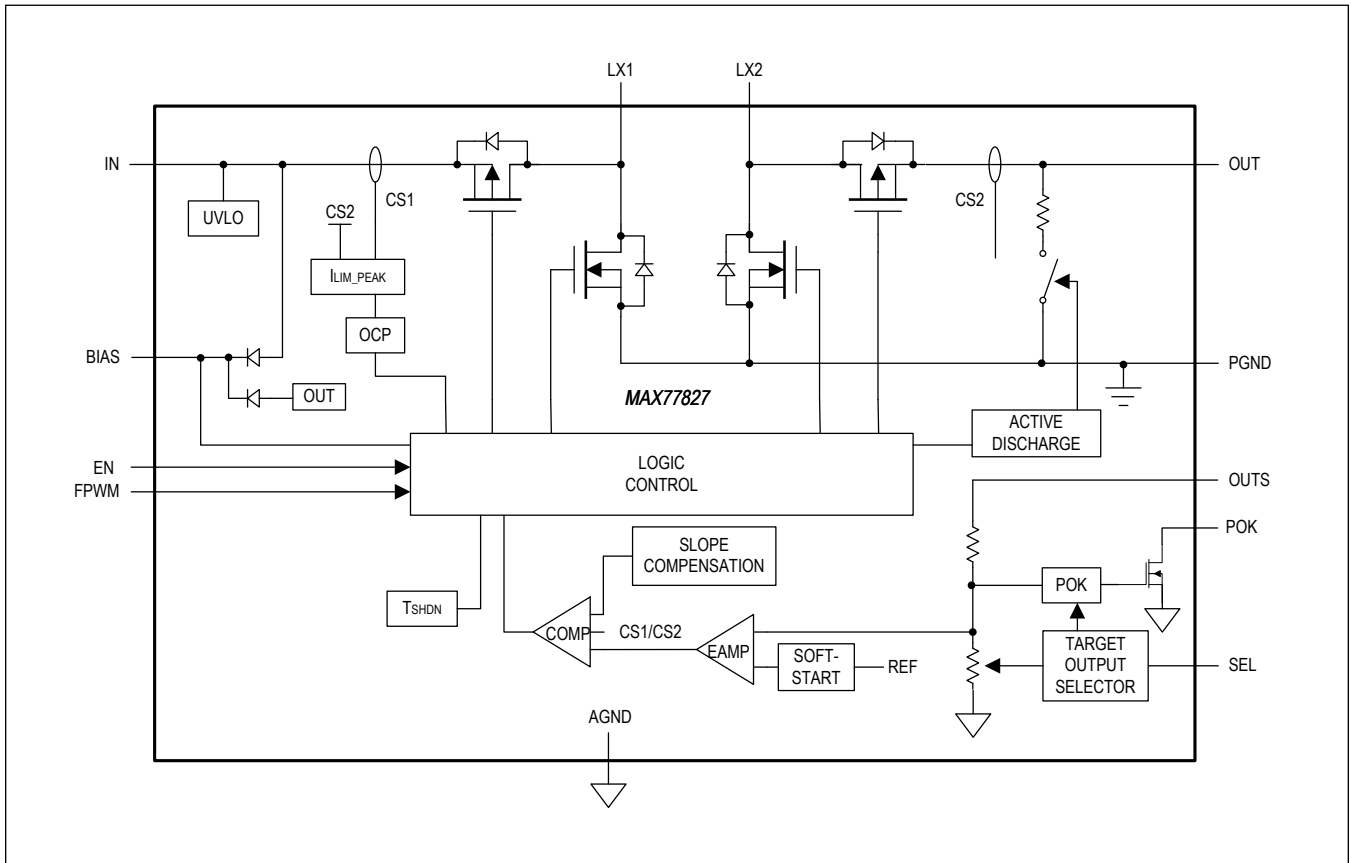 LX1
LX2
IN
OUT
CS1
CS2
UVLO
CS2
ILIM_PEAK
OCP
BIAS
OUT
PGND
MAX77827
ACTIVE
DISCHARGE
EN
FPWM
LOGIC
CONTROL
OUTS
POK
SLOPE
COMPENSATION
POK
TSHDN
COMP
CS1/CS2
EAMP
SOFT-
START
REF
TARGET
OUTPUT
SELECTOR
SEL
AGND